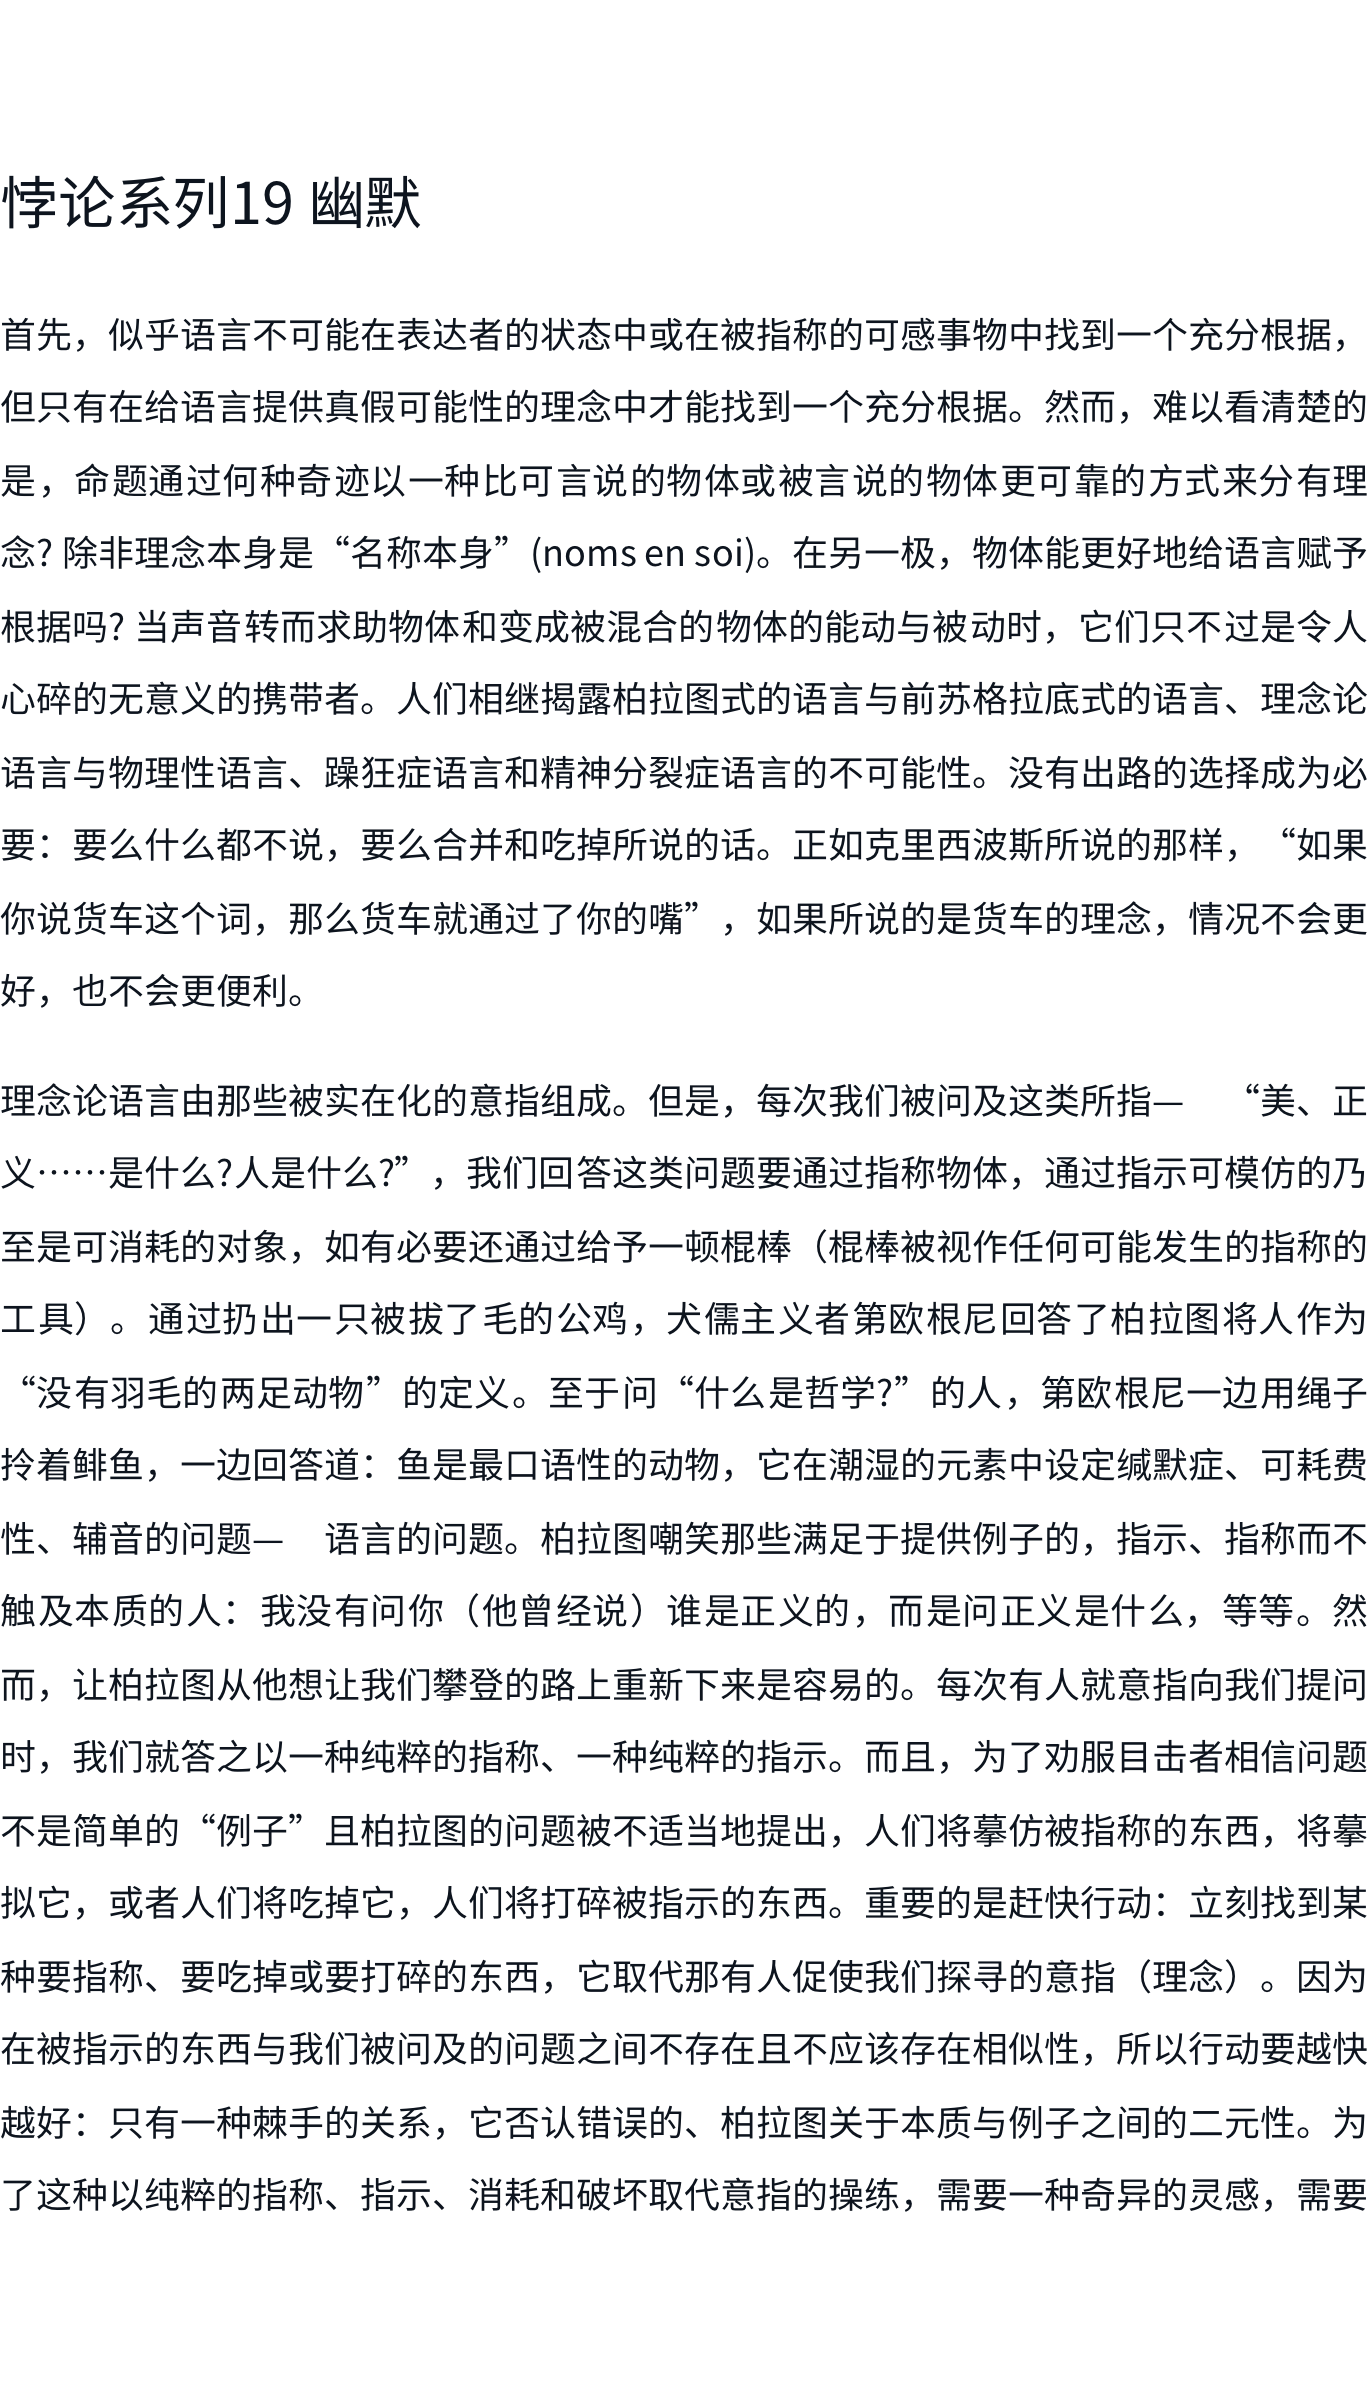 悖论系列19 幽默
首先，似乎语言不可能在表达者的状态中或在被指称的可感事物中找到一个充分根据，
但只有在给语言提供真假可能性的理念中才能找到一个充分根据。然而，难以看清楚的
是，命题通过何种奇迹以一种比可言说的物体或被言说的物体更可靠的方式来分有理
念? 除非理念本身是“名称本身”(noms en soi)。在另一极，物体能更好地给语言赋予
根据吗? 当声音转而求助物体和变成被混合的物体的能动与被动时，它们只不过是令人
心碎的无意义的携带者。人们相继揭露柏拉图式的语言与前苏格拉底式的语言、理念论
语言与物理性语言、躁狂症语言和精神分裂症语言的不可能性。没有出路的选择成为必
要：要么什么都不说，要么合并和吃掉所说的话。正如克里西波斯所说的那样，“如果
你说货车这个词，那么货车就通过了你的嘴”，如果所说的是货车的理念，情况不会更
好，也不会更便利。
理念论语言由那些被实在化的意指组成。但是，每次我们被问及这类所指—　“美、正
义……是什么?人是什么?”，我们回答这类问题要通过指称物体，通过指示可模仿的乃
至是可消耗的对象，如有必要还通过给予一顿棍棒（棍棒被视作任何可能发生的指称的
工具）。通过扔出一只被拔了毛的公鸡，犬儒主义者第欧根尼回答了柏拉图将人作为
“没有羽毛的两足动物”的定义。至于问“什么是哲学?”的人，第欧根尼一边用绳子
拎着鲱鱼，一边回答道：鱼是最口语性的动物，它在潮湿的元素中设定缄默症、可耗费
性、辅音的问题—　语言的问题。柏拉图嘲笑那些满足于提供例子的，指示、指称而不
触及本质的人：我没有问你（他曾经说）谁是正义的，而是问正义是什么，等等。然
而，让柏拉图从他想让我们攀登的路上重新下来是容易的。每次有人就意指向我们提问
时，我们就答之以一种纯粹的指称、一种纯粹的指示。而且，为了劝服目击者相信问题
不是简单的“例子”且柏拉图的问题被不适当地提出，人们将摹仿被指称的东西，将摹
拟它，或者人们将吃掉它，人们将打碎被指示的东西。重要的是赶快行动：立刻找到某
种要指称、要吃掉或要打碎的东西，它取代那有人促使我们探寻的意指（理念）。因为
在被指示的东西与我们被问及的问题之间不存在且不应该存在相似性，所以行动要越快
越好：只有一种棘手的关系，它否认错误的、柏拉图关于本质与例子之间的二元性。为
了这种以纯粹的指称、指示、消耗和破坏取代意指的操练，需要一种奇异的灵感，需要